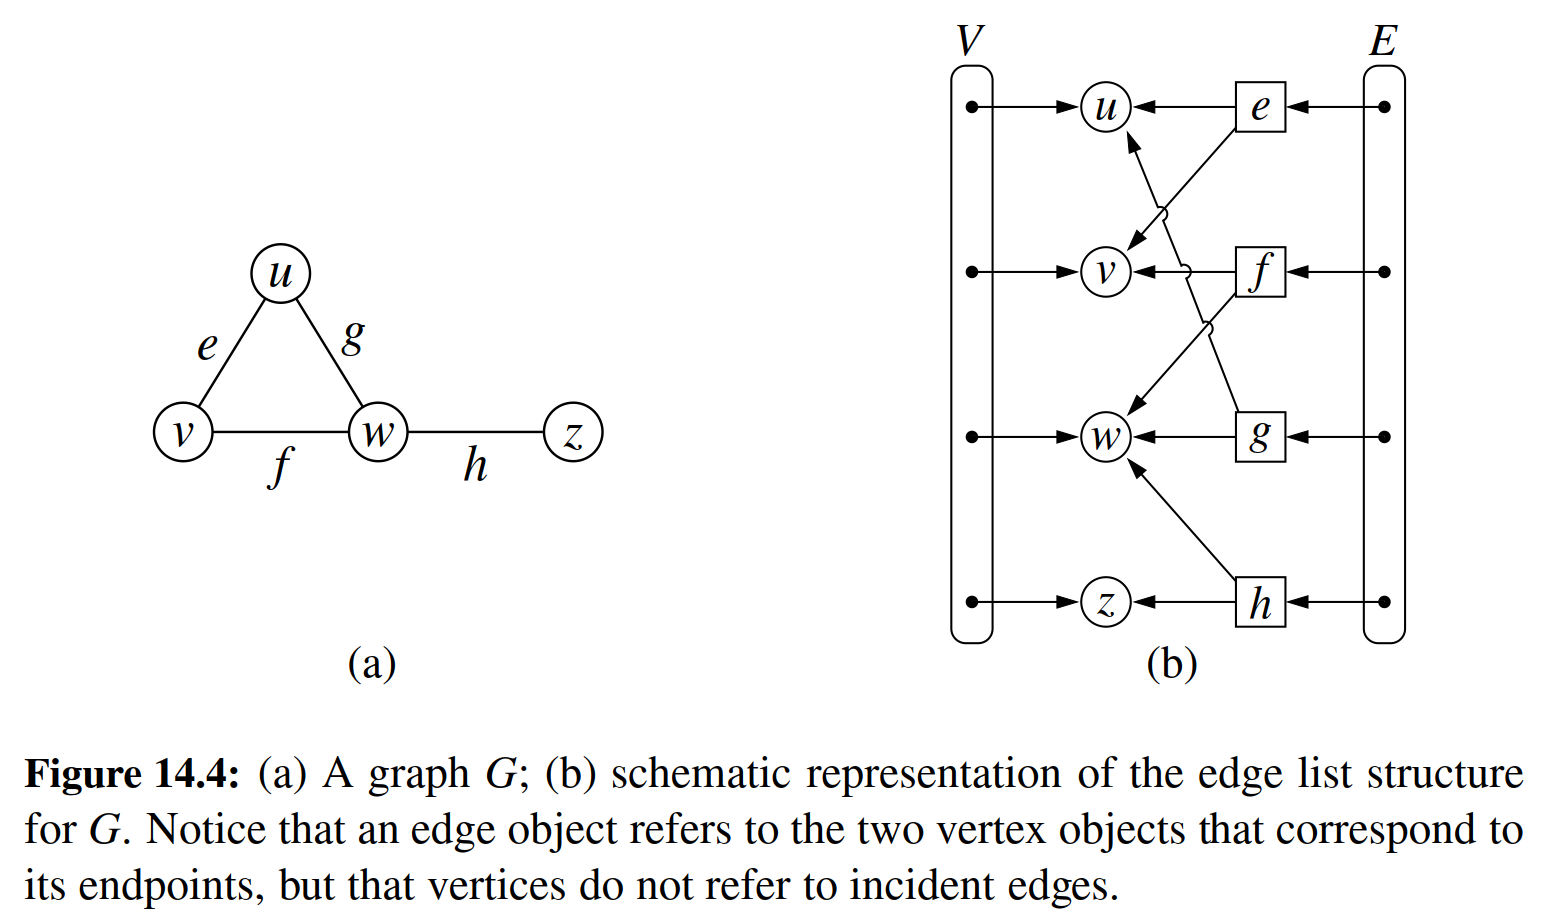 V E
u e
u
e g
v f
v w z
f h
w g
z h
(a) (b)
Figure 14.4: (a) A graph G; (b) schematic representation of the edge list structure
for G. Notice that an edge object refers to the two vertex objects that correspond to
its endpoints, but that vertices do not refer to incident edges.